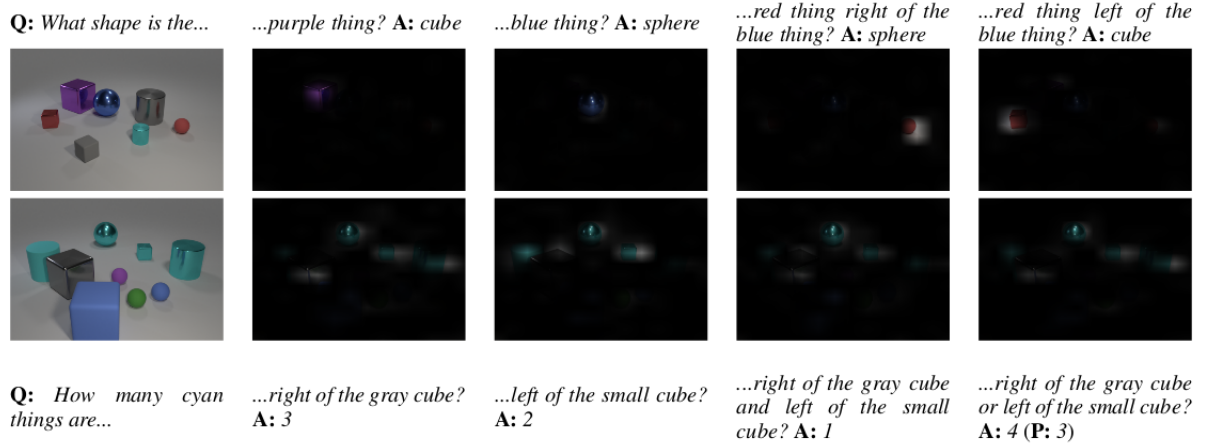 Q: What shape is the...
...purple thing? A: cube
...blue thing? A: sphere
...red thing right of the
blue thing? A: sphere
...red thing left of the
blue thing? A: cube
Q: How many cyan
things are...
...right of the gray cube?
A: 3
...left of the small cube?
A: 2
...right of the gray cube
and left of the small
cube? A: 1
...right of the gray cube
or left of the small cube?
A: 4 (P: 3)